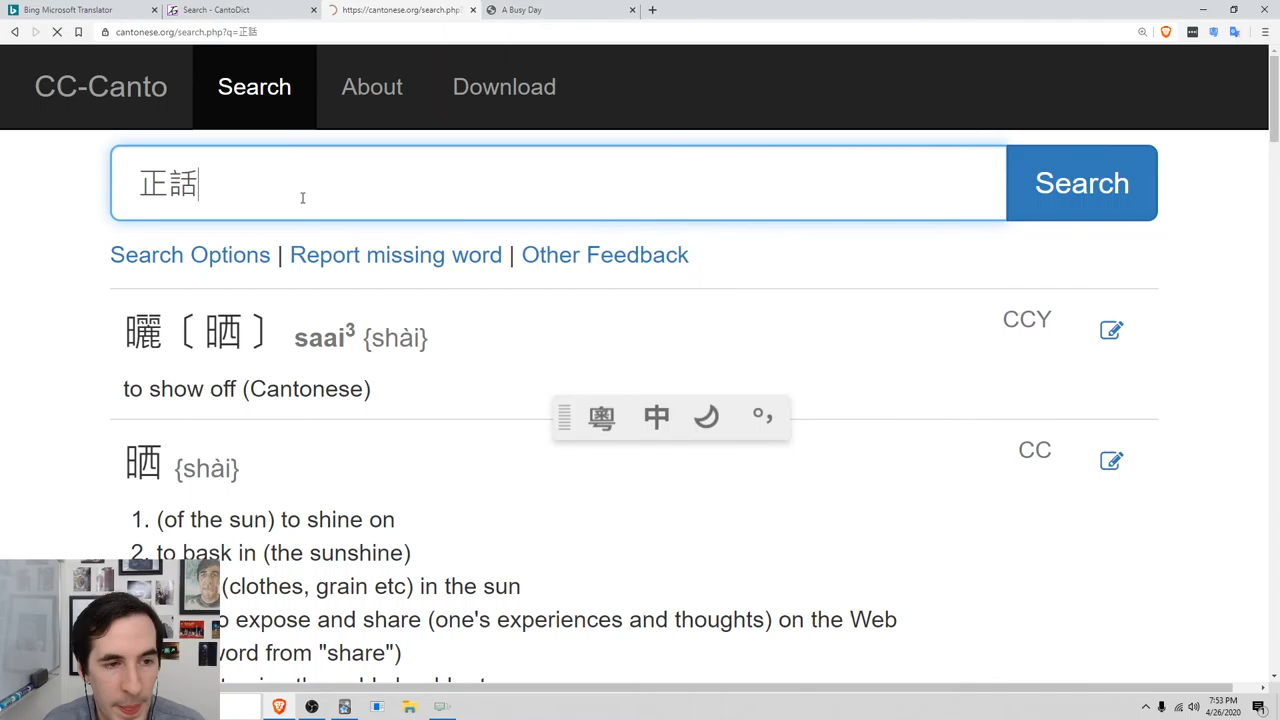 Bing Microsoft Translator
Search - CantoDict
https://cantonese.org/search.php?
A Busy Day
cantonese.org/search.php?q=正話
CC-Canto
Search
About
Download
正話
Search
Search Options | Report missing word | Other Feedback
曬〔晒〕 saai3 {shài}
CCY
to show off (Cantonese)
粵 中
晒 {shài}
CC
1. (of the sun) to shine on
2. to bask in (the sunshine)
(clothes, grain etc) in the sun
o expose and share (one's experiences and thoughts) on the Web
word from "share")
7:53 PM
4/26/2020